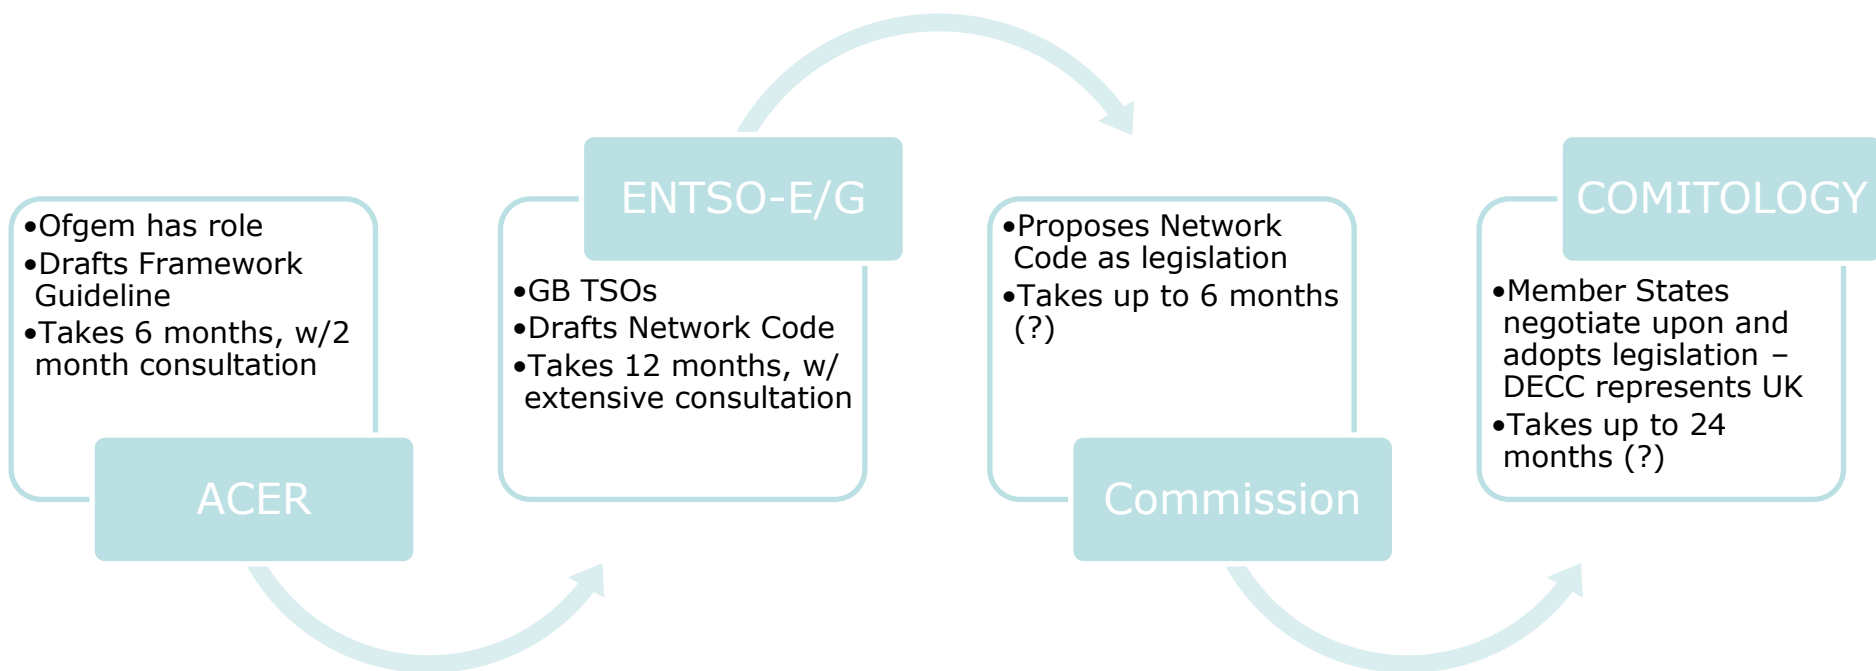 •Ofgem has role
•Drafts Framework
Guideline
•Takes 6 months, w/2
month consultation
ACER
ENTSO-E/G
•GB TSOs
•Drafts Network Code
•Takes 12 months, w/
extensive consultation
•Proposes Network
Code as legislation
•Takes up to 6 months
(?)
Commission
COMITOLOGY
•Member States
negotiate upon and
adopts legislation –
DECC represents UK
•Takes up to 24
months (?)